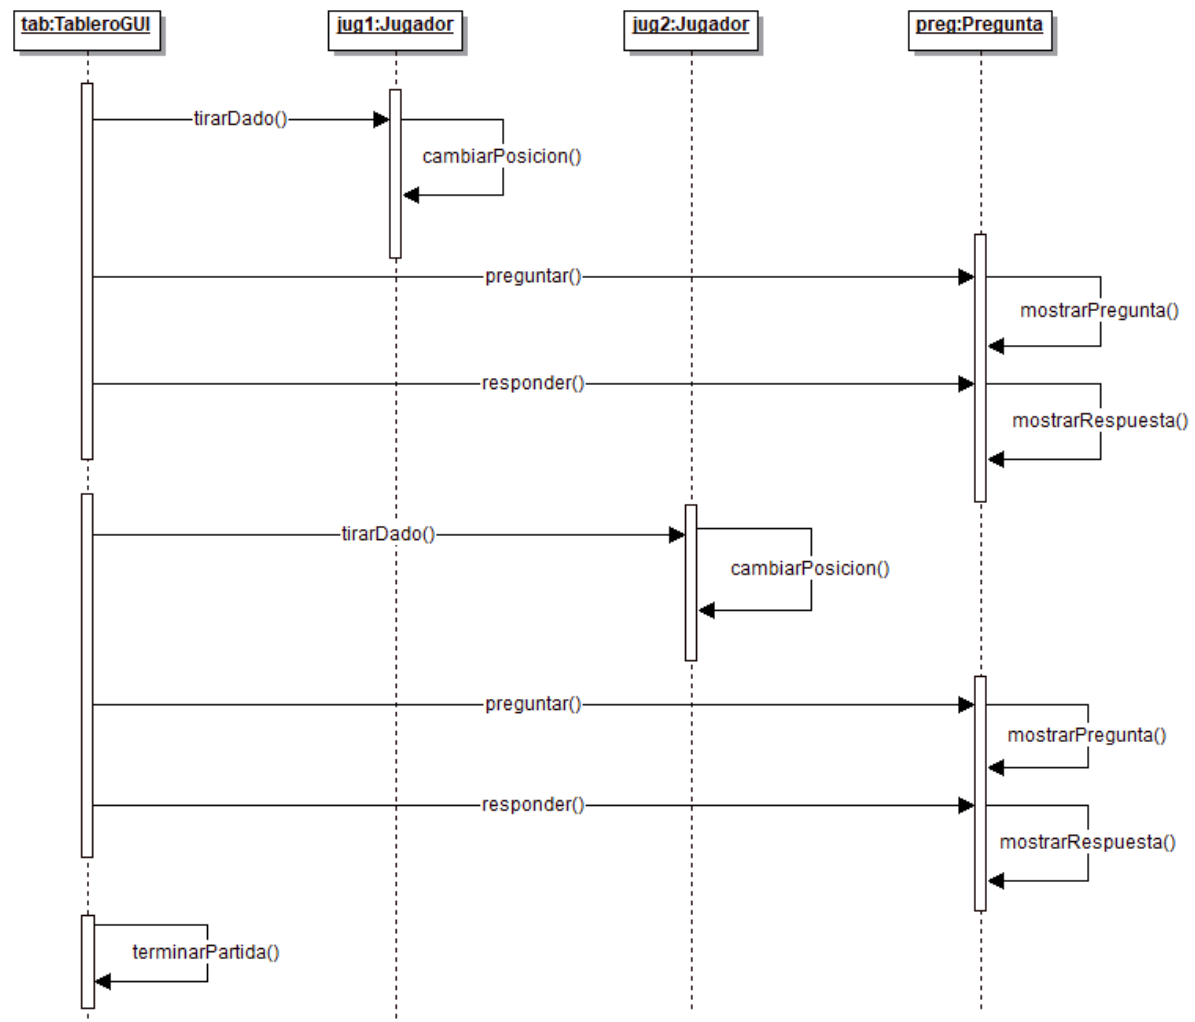 tab:TableroGUI
jug1:Jugador
jug2:Jugador
preg:Pregunta
tirarDado()
cambiarPosicion()
preguntar()
mostrarPregunta()
responder()
mostrarRespuesta()
tirarDado()
cambiarPosicion()
preguntar()
mostrarPregunta()
responder()
mostrarRespuesta()
terminarPartida()